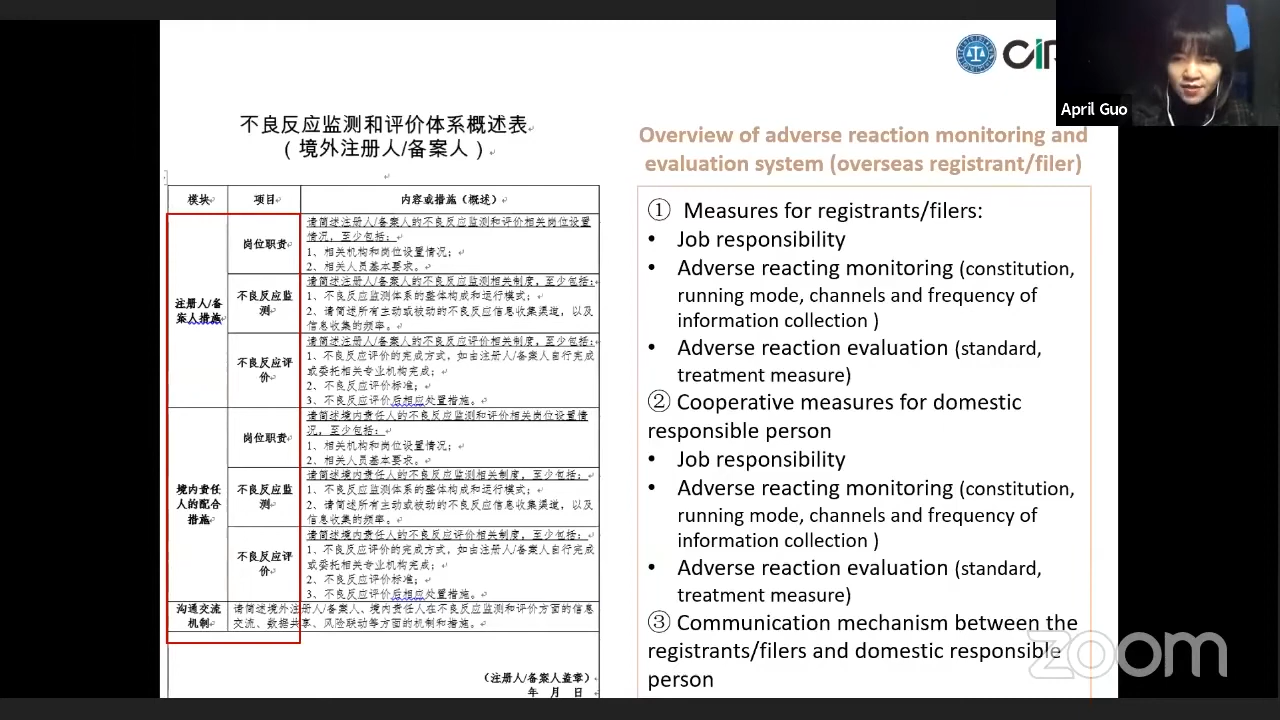 CIR
April Guo
不良反应监测和评价体系概述表
（境外注册人/备案人）
模块
项目
内容或措施（概述）
注册人/备
案人措施
岗位职责
请简述注册人/备案人的不良反应监测和评价相关岗位设置
情况，至少包括：
1、相关机构和岗位设置情况；
2、相关人员基本要求。
不良反应监
测
请简述注册人/备案人的不良反应监测相关制度，至少包括：
1、不良反应监测体系的整体构成和运行模式；
2、请简述所有主动或被动的不良反应信息收集渠道，以及
信息收集的频率。
不良反应评
价
请简述注册人/备案人的不良反应评价相关制度，至少包括：
1、不良反应评价的完成方式，如由注册人/备案人自行完成
或委托相关专业机构完成；
2、不良反应评价标准；
3、不良反应评价后相应处置措施。
境内责任
人的配合
措施
岗位职责
请简述境内责任人的不良反应监测和评价相关岗位设置情
况，至少包括：
1、相关机构和岗位设置情况；
2、相关人员基本要求。
不良反应监
测
请简述境内责任人的不良反应监测相关制度，至少包括：
1、不良反应监测体系的整体构成和运行模式；
2、请简述所有主动或被动的不良反应信息收集渠道，以及
信息收集的频率。
不良反应评
价
请简述境内责任人的不良反应评价相关制度，至少包括：
1、不良反应评价的完成方式，如由注册人/备案人自行完成
或委托相关专业机构完成；
2、不良反应评价标准；
3、不良反应评价后相应处置措施。
沟通交流
机制
请简述境外注册人/备案人、境内责任人在不良反应监测和评价方面的信息
交流、数据共享、风险联动等方面的机制和措施。
（注册人/备案人盖章）
年 月 日
Overview of adverse reaction monitoring and
evaluation system (overseas registrant/filer)
① Measures for registrants/filers:
• Job responsibility
• Adverse reacting monitoring (constitution,
running mode, channels and frequency of
information collection )
• Adverse reaction evaluation (standard,
treatment measure)
② Cooperative measures for domestic
responsible person
• Job responsibility
• Adverse reacting monitoring (constitution,
running mode, channels and frequency of
information collection )
• Adverse reaction evaluation (standard,
treatment measure)
③ Communication mechanism between the
registrants/filers and domestic responsible
person
zoom